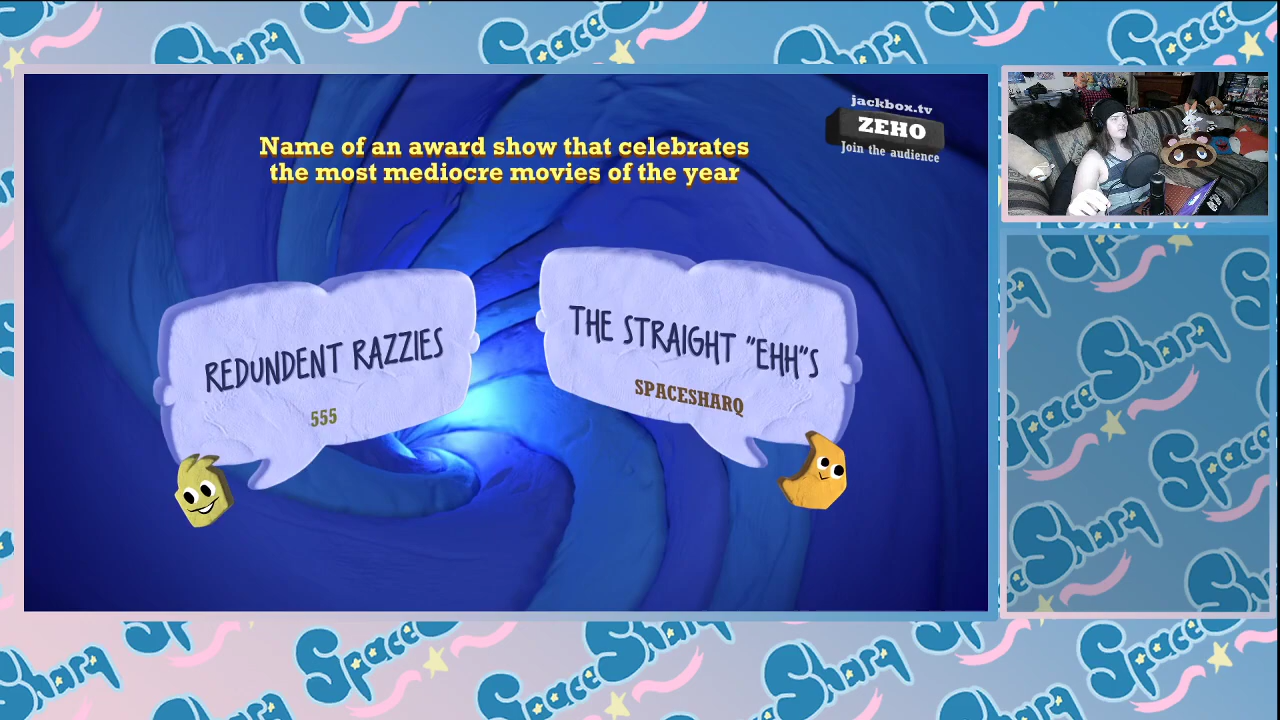 jackbox.tv
ZEHO
Join the audience
Name of an award show that celebrates
the most mediocre movies of the year
REDUNDENT RAZZIES
555
THE STRAIGHT "EHH"S
SPACESHARQ
SpaceSharq